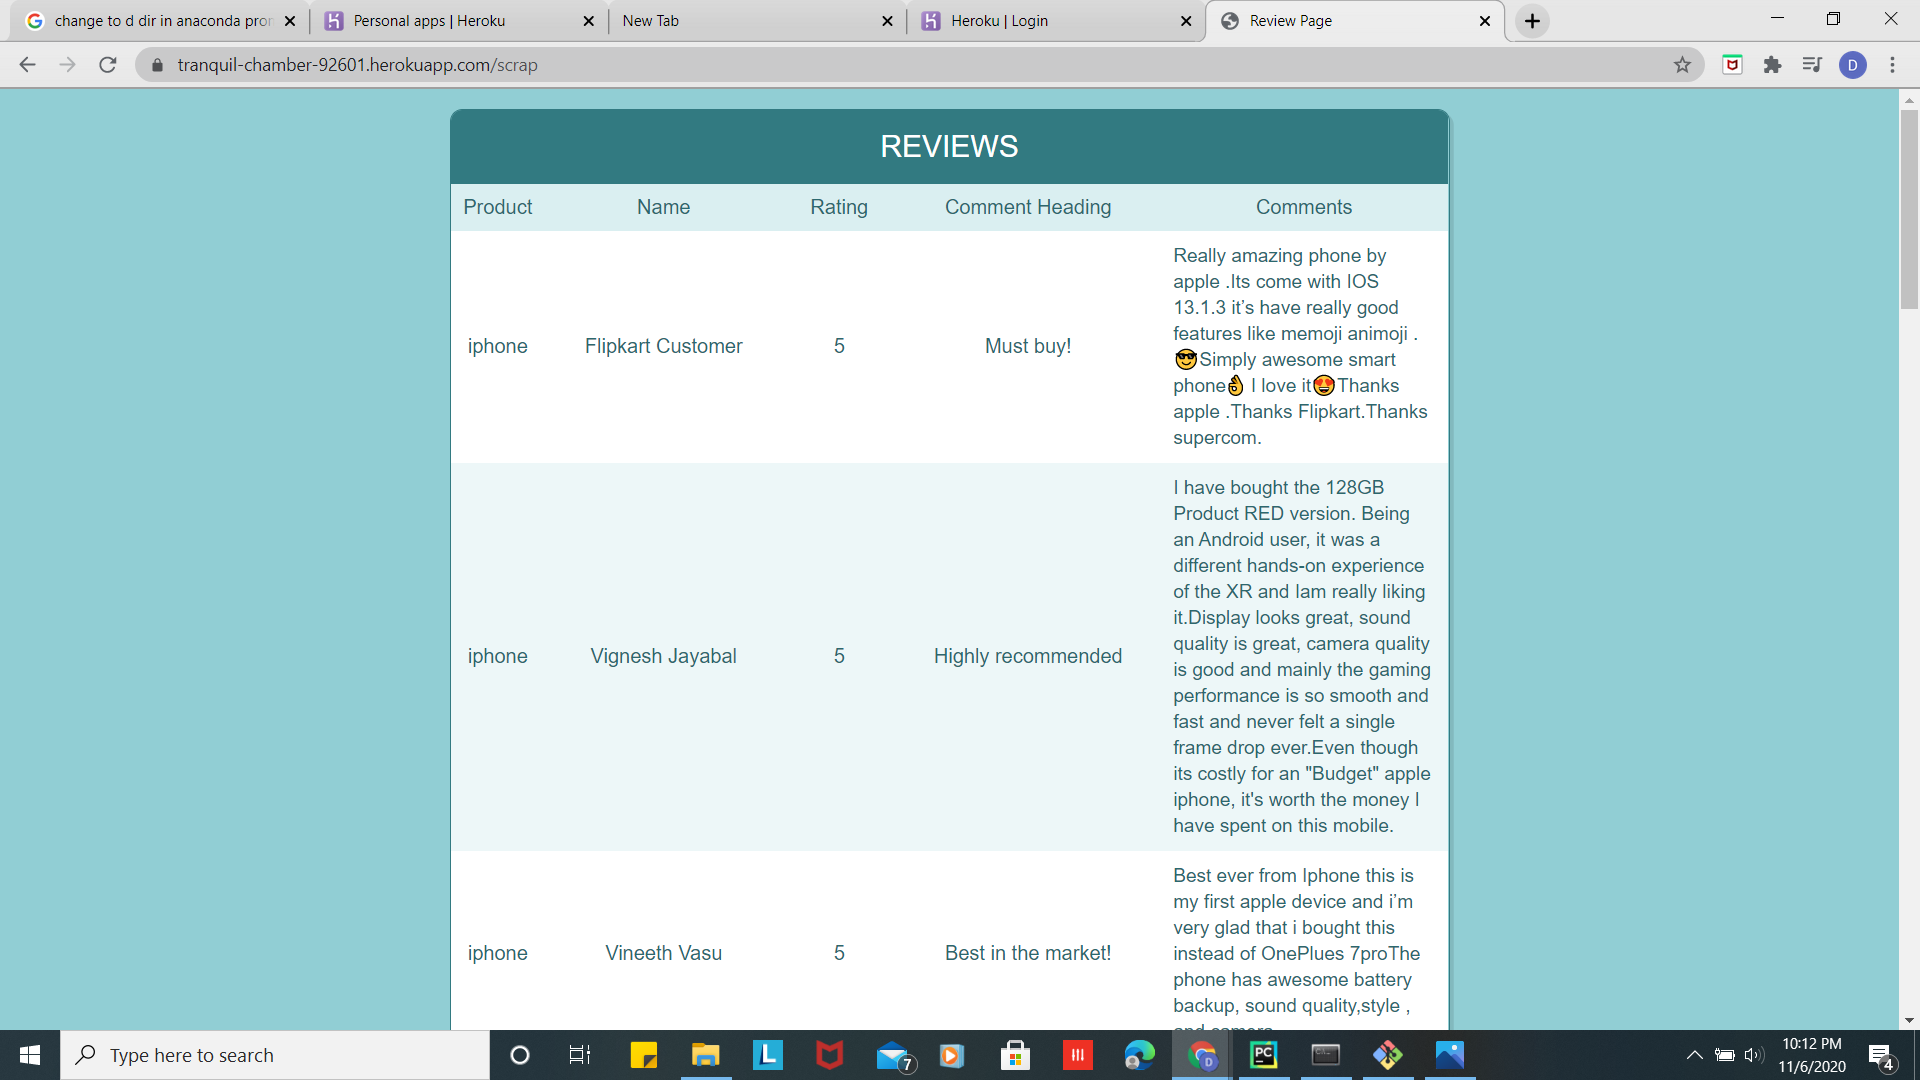 change to d dir in anaconda pro
Personal apps | Heroku
New Tab
Heroku | Login
Review Page
tranquil-chamber-92601.herokuapp.com/scrap
D
REVIEWS
Product Name Rating Comment Heading Comments
iphone Flipkart Customer 5 Must buy!
Really amazing phone by
apple .Its come with IOS
13.1.3 it’s have really good
features like memoji animoji .
😎Simply awesome smart
phone👌 I love it😍Thanks
apple .Thanks Flipkart.Thanks
supercom.
iphone Vignesh Jayabal 5 Highly recommended
I have bought the 128GB
Product RED version. Being
an Android user, it was a
different hands-on experience
of the XR and Iam really liking
it.Display looks great, sound
quality is great, camera quality
is good and mainly the gaming
performance is so smooth and
fast and never felt a single
frame drop ever.Even though
its costly for an "Budget" apple
iphone, it's worth the money I
have spent on this mobile.
iphone Vineeth Vasu 5 Best in the market!
Best ever from Iphone this is
my first apple device and i’m
very glad that i bought this
instead of OnePlues 7proThe
phone has awesome battery
backup, sound quality,style ,
and camera
Type here to search
L
7
D
PC
10:12 PM
11/6/2020
4